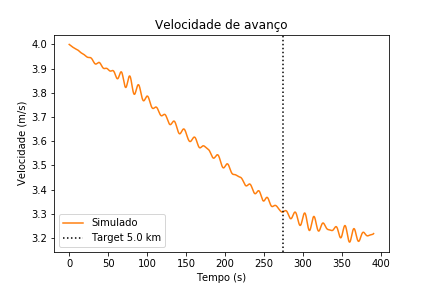 Velocidade de avanço
4.0
3.9
3.8
3.7
3.6
3.5
3.4
3.3
3.2
Velocidade (m/s)
Simulado
Target 5.0 km
0 50 100 150 200 250 300 350 400
Tempo (s)